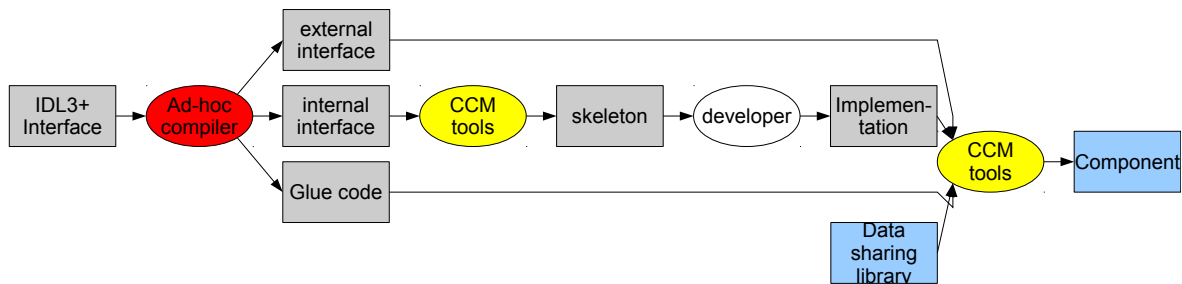 external
interface
IDL3+
Interface
Ad-hoc
compiler
internal
interface
CCM
tools
skeleton
developer
Implemen-
tation
CCM
tools
Component
Glue code
Data
sharing
library